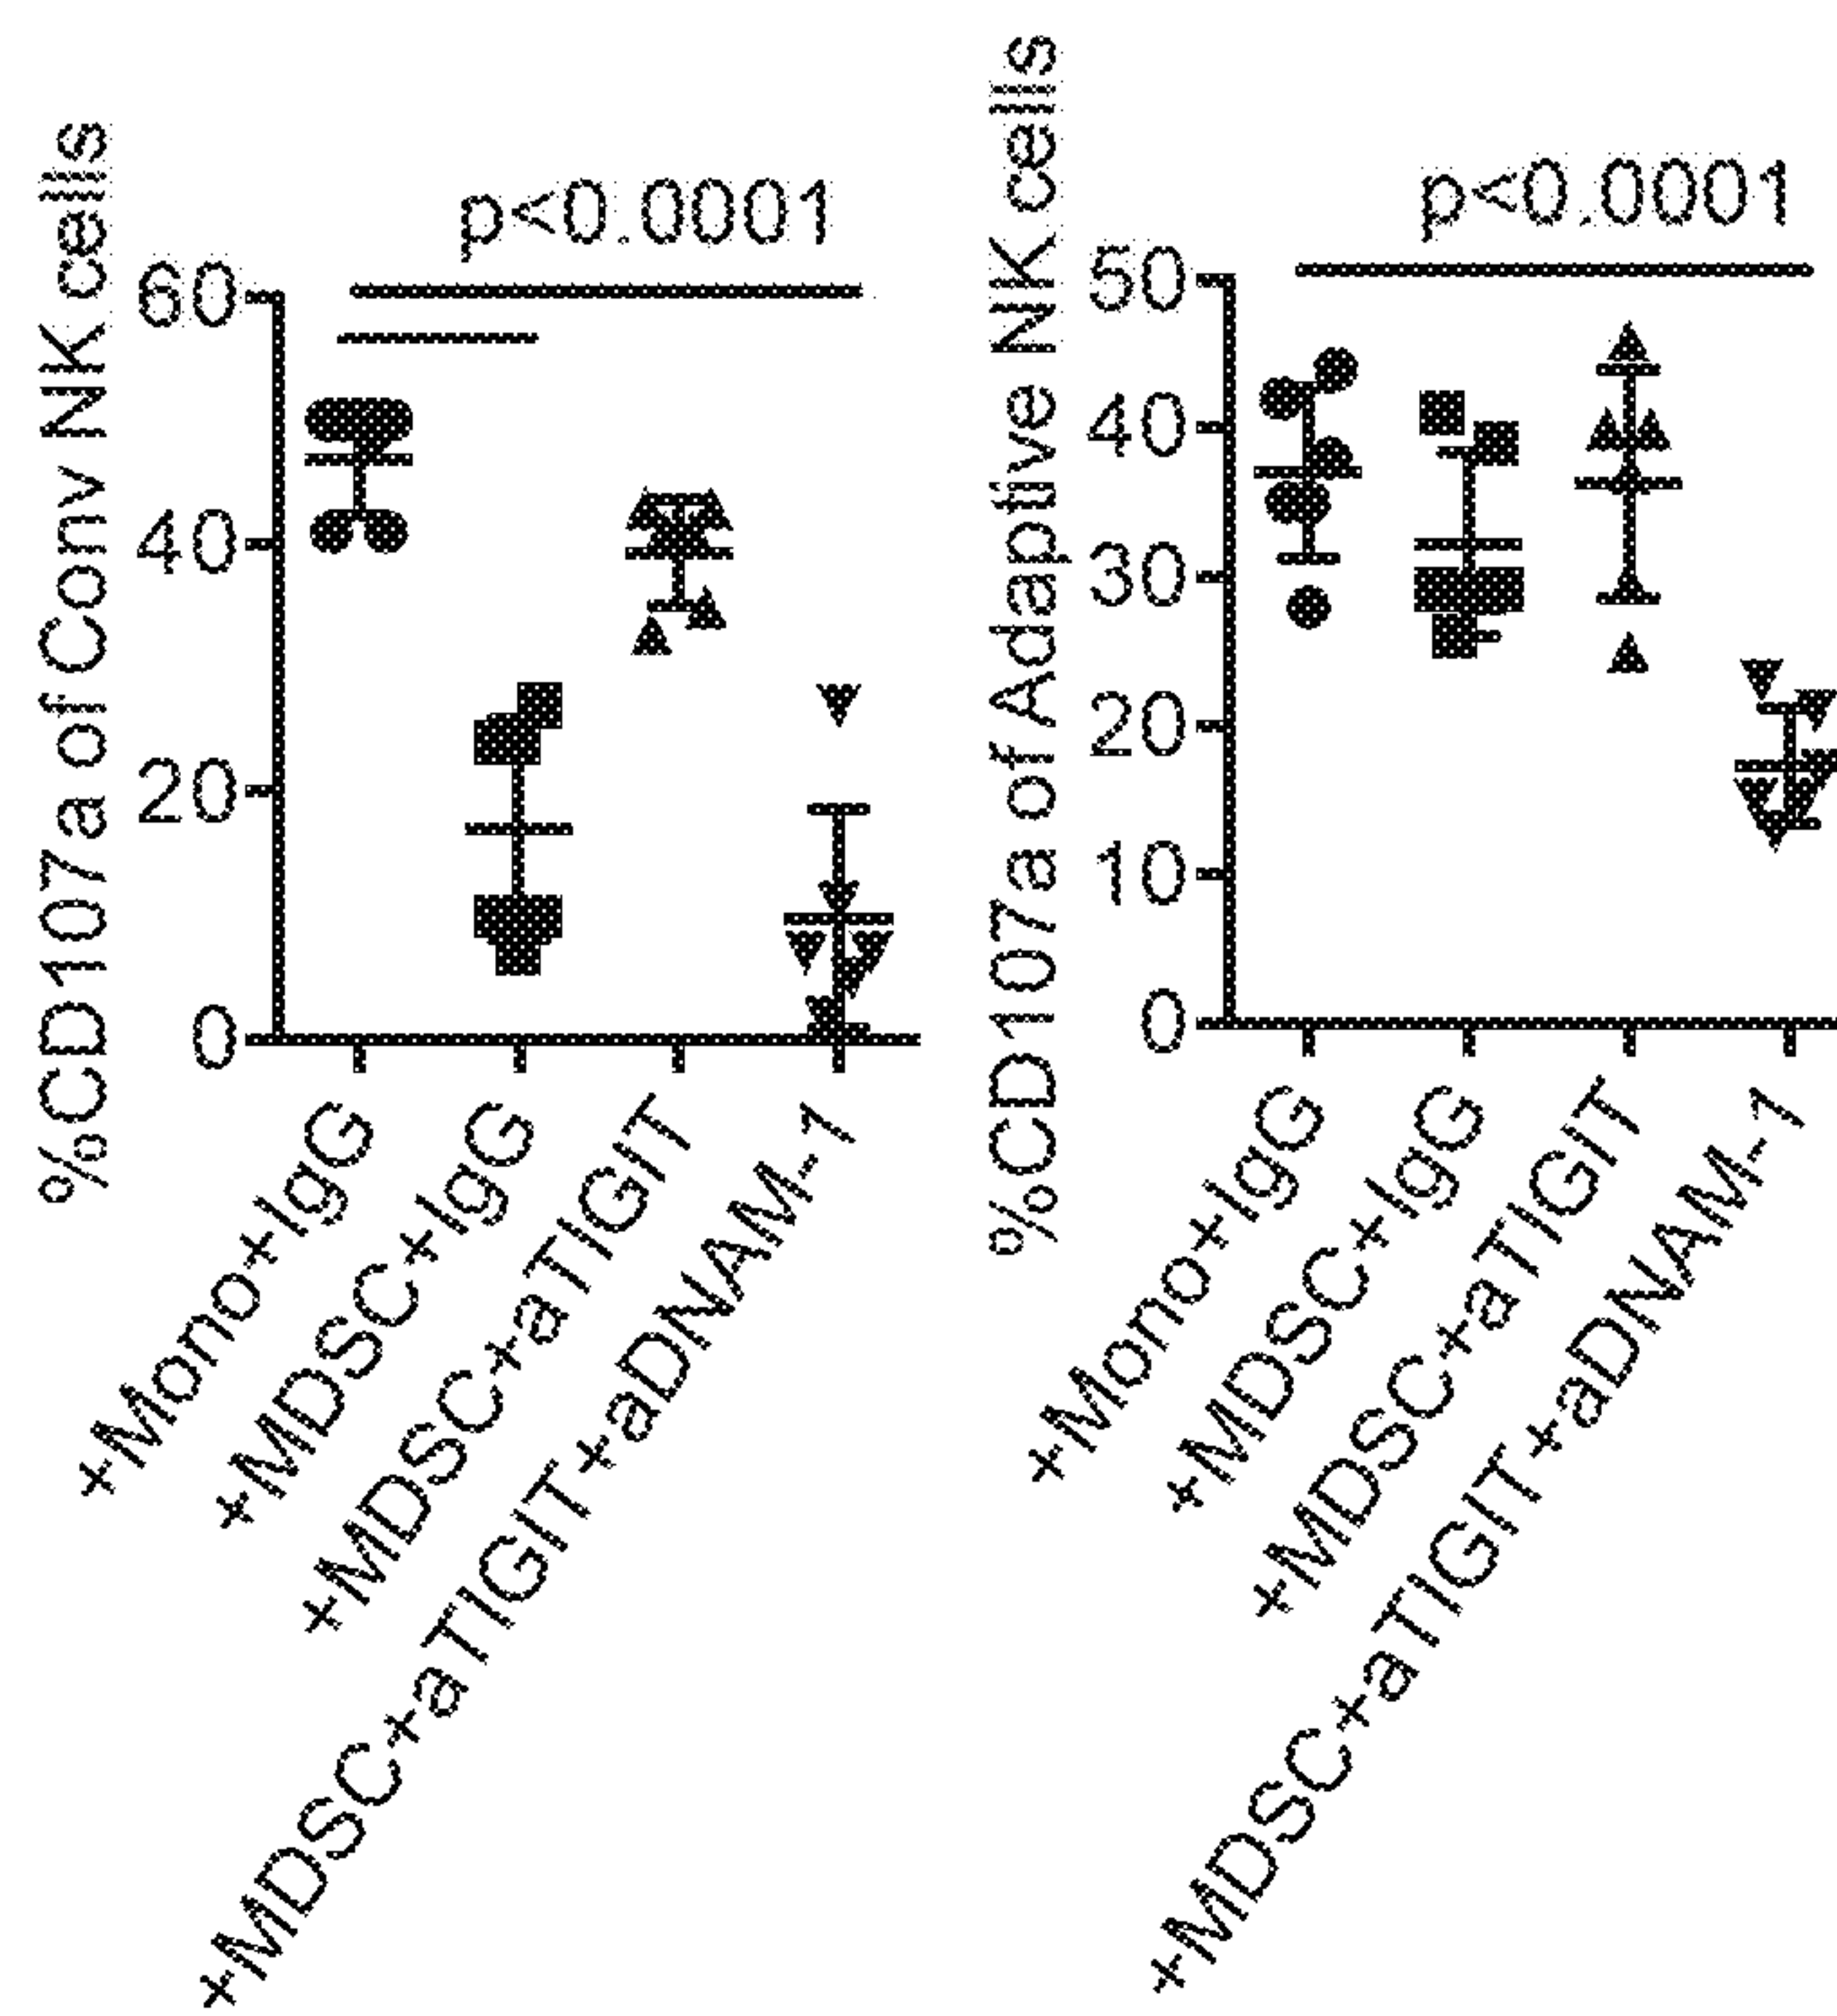 %CD107a of Conv NK cells
p<0.0001
60
40
20
0
+Mono+IgG
+MDSC+IgG
+MDSC+aTIGIT
+MDSC+aTIGIT+aDNAM-1
%CD107a of Adaptive NK cells
p<0.0001
50
40
30
20
10
0
+Mono+IgG
+MDSC+IgG
+MDSC+aTIGIT
+MDSC+aTIGIT+aDNAM-1